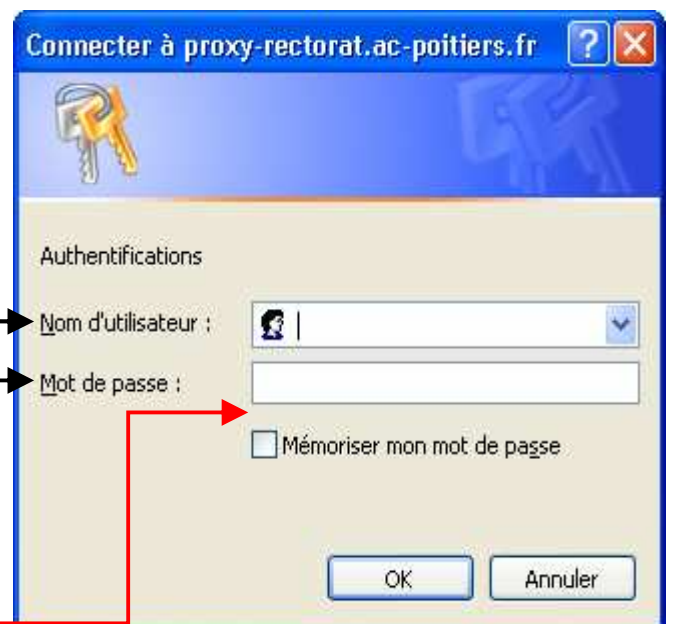 Connecter à proxy-rectorat.ac-poitiers.fr
Authentifications
Nom d'utilisateur :
Mot de passe :
Mémoriser mon mot de passe
OK
Annuler